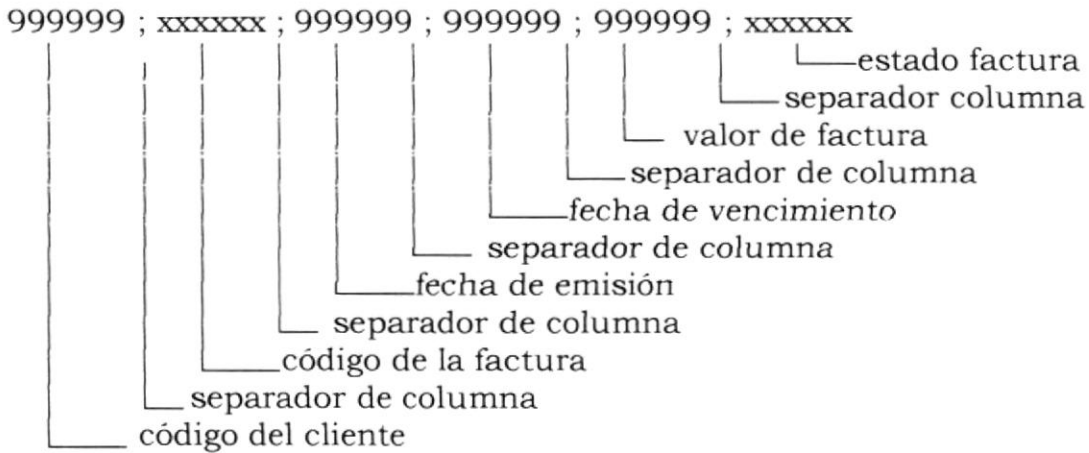 999999 ; xxxxxx ; 999999 ; 999999 ; 999999 ; xxxxxx
estado factura
separador columna
valor de factura
separador de columna
fecha de vencimiento
separador de columna
fecha de emisión
separador de columna
código de la factura
separador de columna
código del cliente